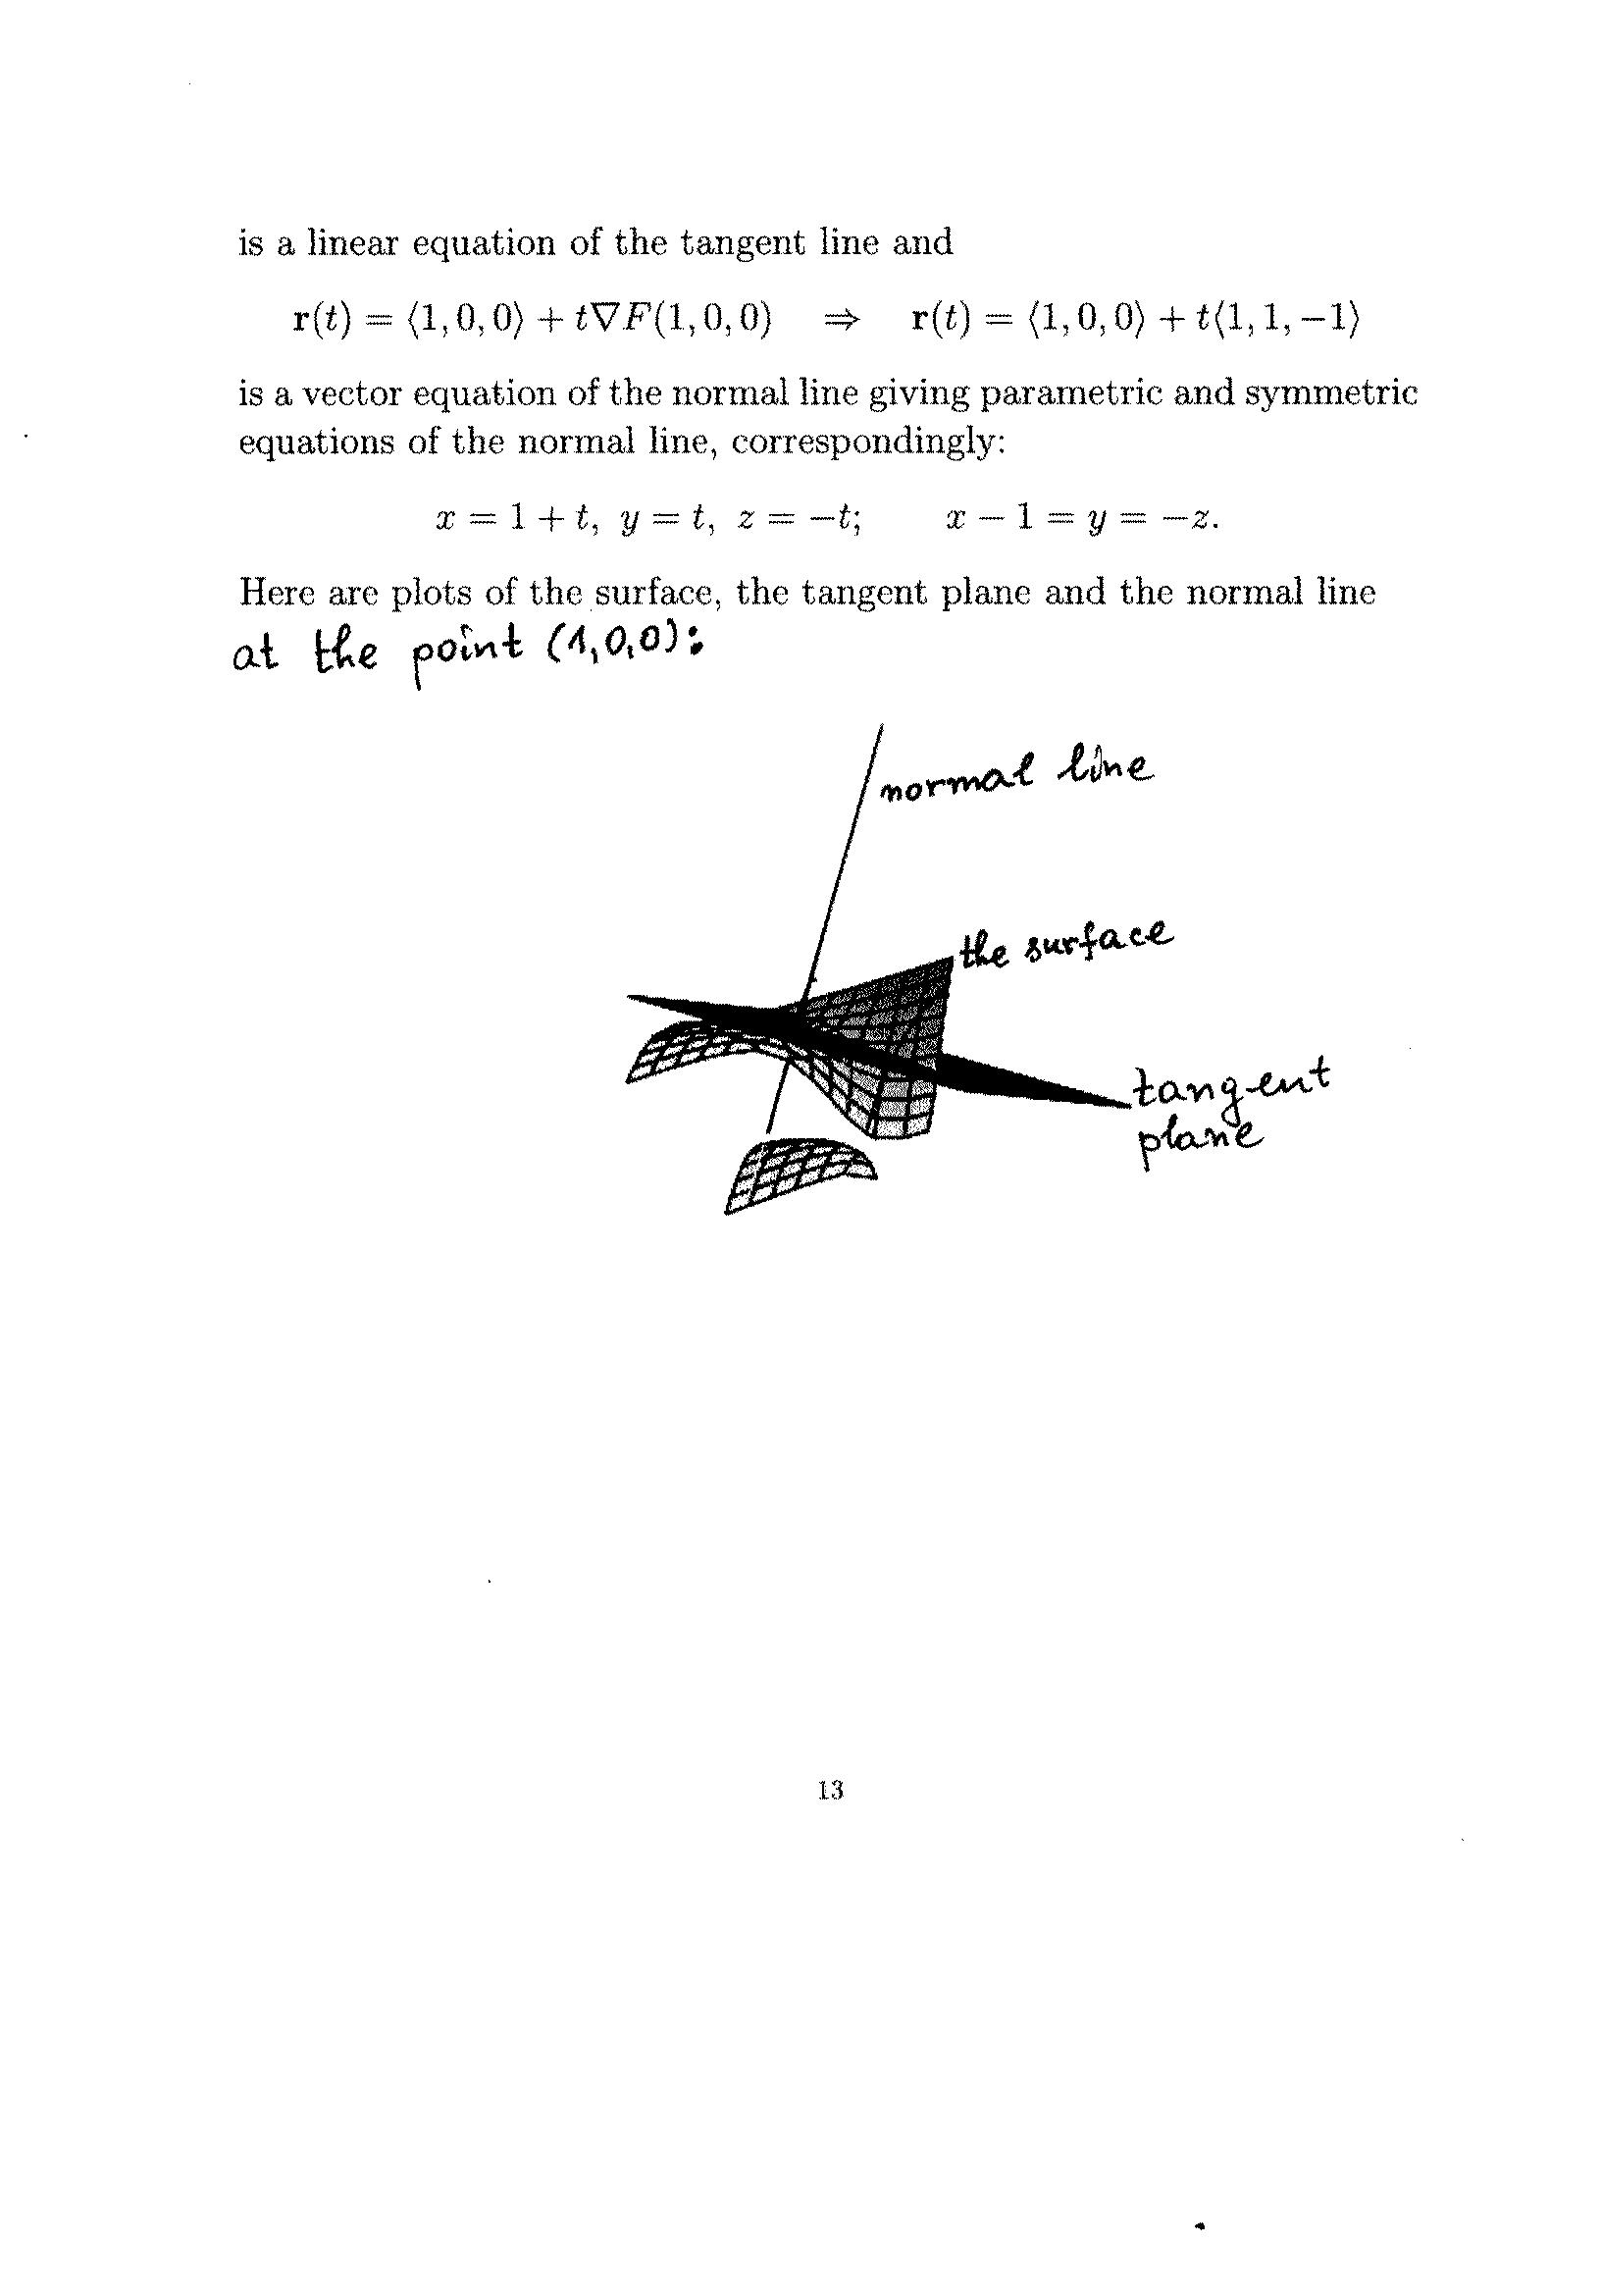 is a linear equation of the tangent line and
r(t) = ⟨1, 0, 0⟩ + t∇F(1, 0, 0) ⇒ r(t) = ⟨1, 0, 0⟩ + t⟨1, 1, −1⟩
is a vector equation of the normal line giving parametric and symmetric
equations of the normal line, correspondingly:
x = 1 + t, y = t, z = −t; x − 1 = y = −z.
Here are plots of the surface, the tangent plane and the normal line
at the point (1,0,0):
normal line
the surface
tangent
plane
13